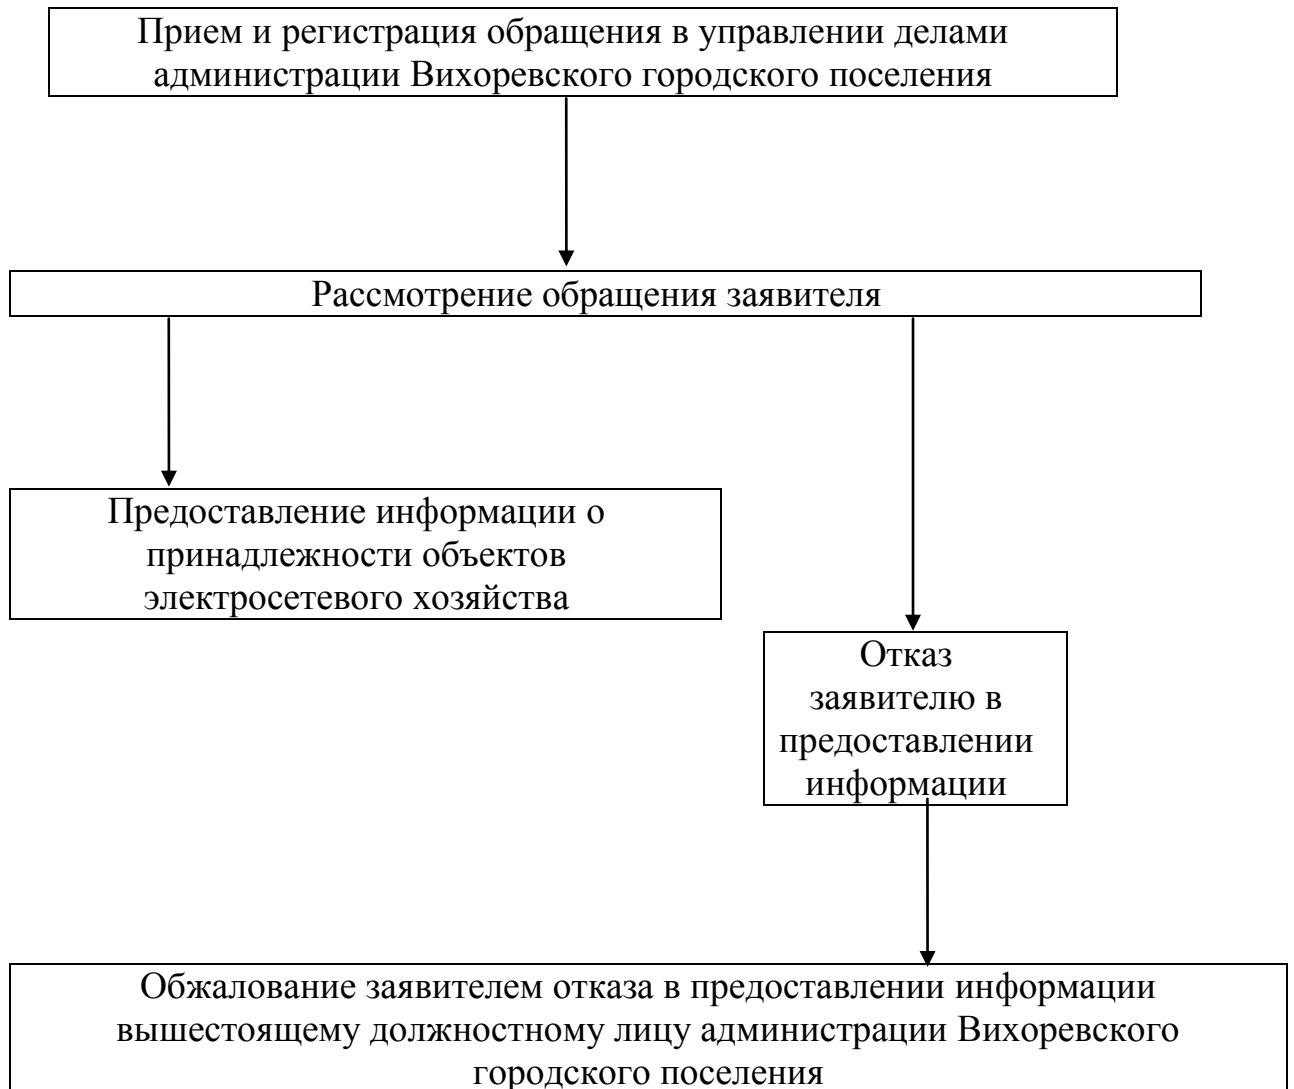 Прием и регистрация обращения в управлении делами
администрации Вихоревского городского поселения
Рассмотрение обращения заявителя
Предоставление информации о
принадлежности объектов
электросетевого хозяйства
Отказ
заявителю в
предоставлении
информации
Обжалование заявителем отказа в предоставлении информации
вышестоящему должностному лицу администрации Вихоревского
городского поселения